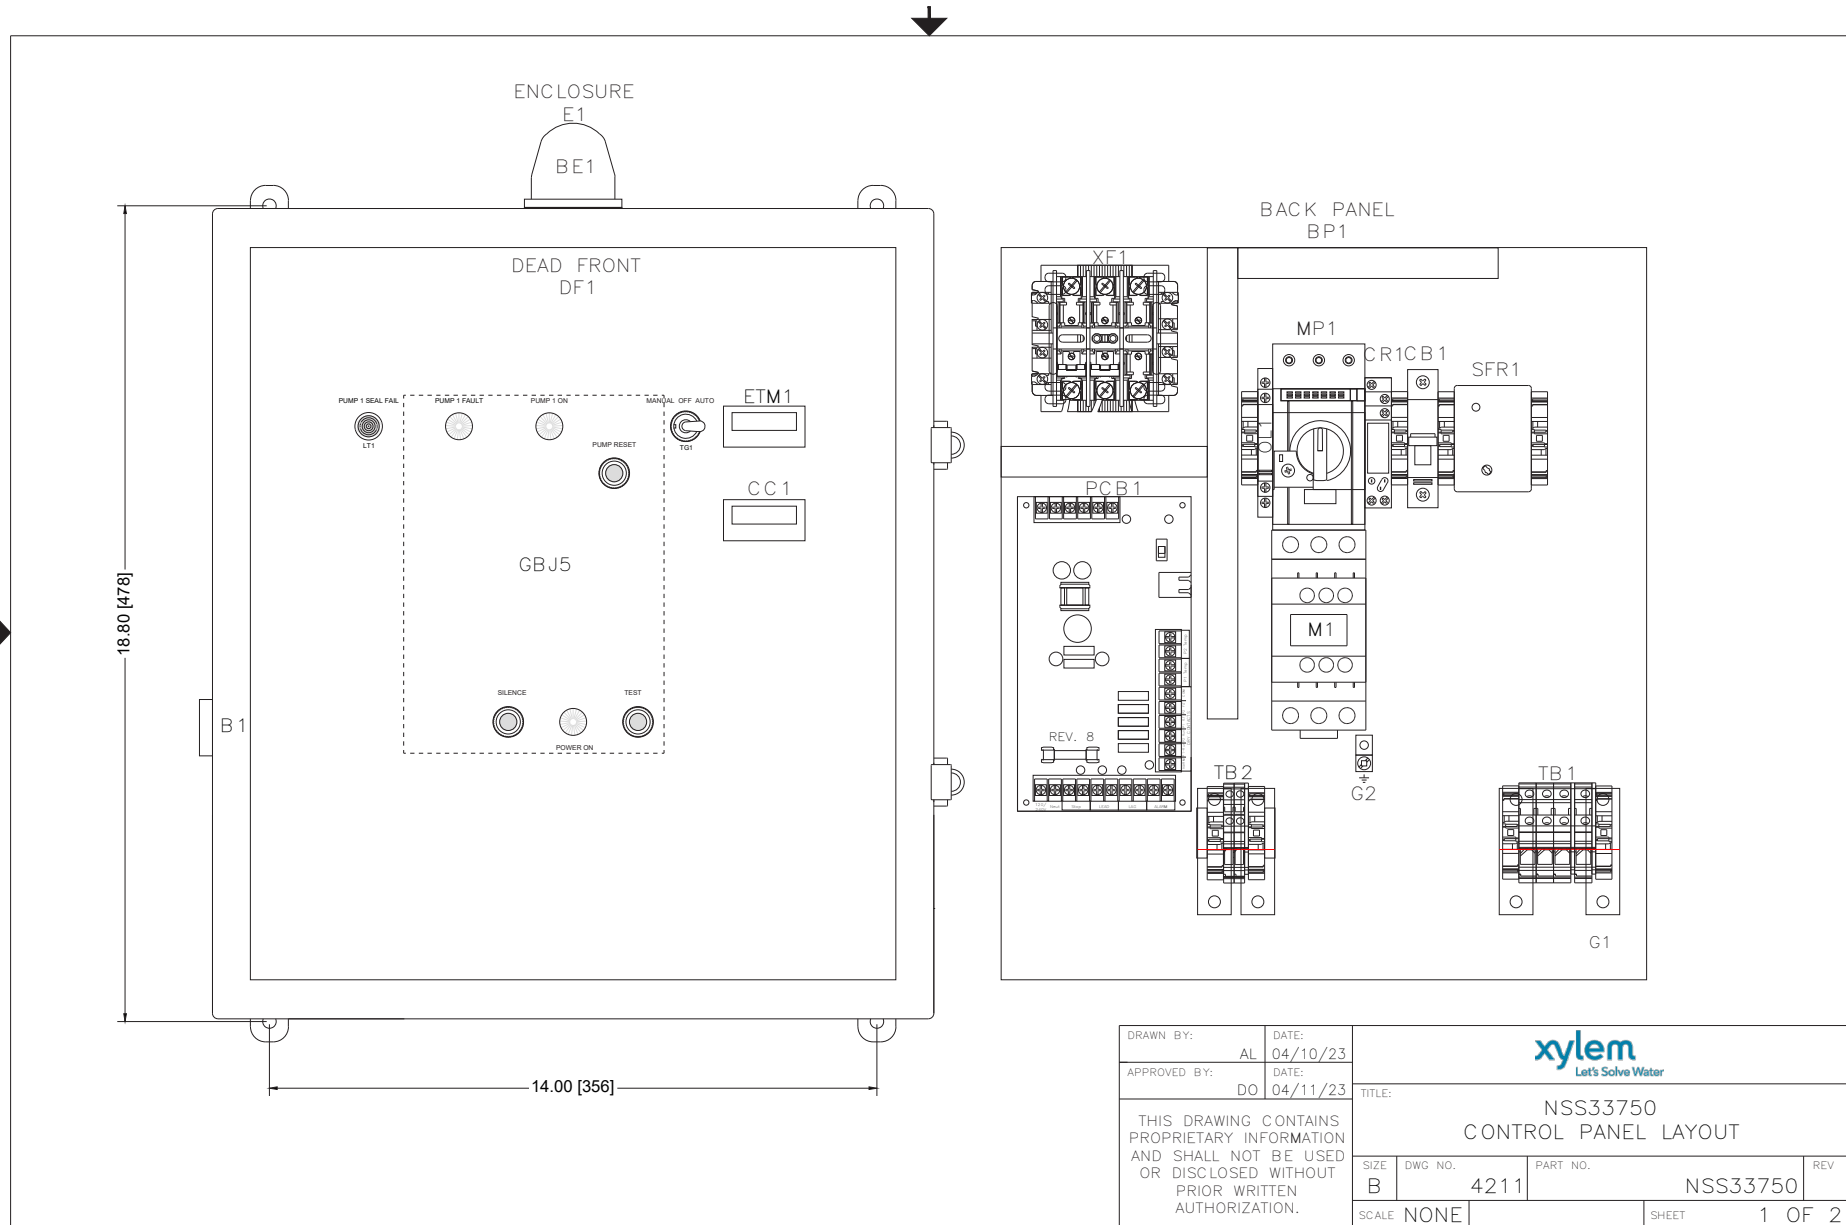 ENCLOSURE
E1
BE1
DEAD FRONT
DF1
PUMP 1 SEAL FAIL
LT1
PUMP 1 FAULT
PUMP 1 ON
MANUAL OFF AUTO
TG1
PUMP RESET
ETM1
CC1
GBJ5
SILENCE
TEST
POWER ON
B1
18.80 [478]
14.00 [356]
BACK PANEL
BP1
XF1
MP1
CR1
CB1
SFR1
OL1
PCB1
M1
REV. 8
TB2
G2
TB1
G1
DRAWN BY:
AL
DATE:
04/10/23
APPROVED BY:
DO
DATE:
04/11/23
THIS DRAWING CONTAINS
PROPRIETARY INFORMATION
AND SHALL NOT BE USED
OR DISCLOSED WITHOUT
PRIOR WRITTEN
AUTHORIZATION.
xylem
Let's Solve Water
TITLE:
NSS33750
CONTROL PANEL LAYOUT
SIZE
B
DWG NO.
4211
PART NO.
NSS33750
REV
SCALE NONE
SHEET 1 OF 2